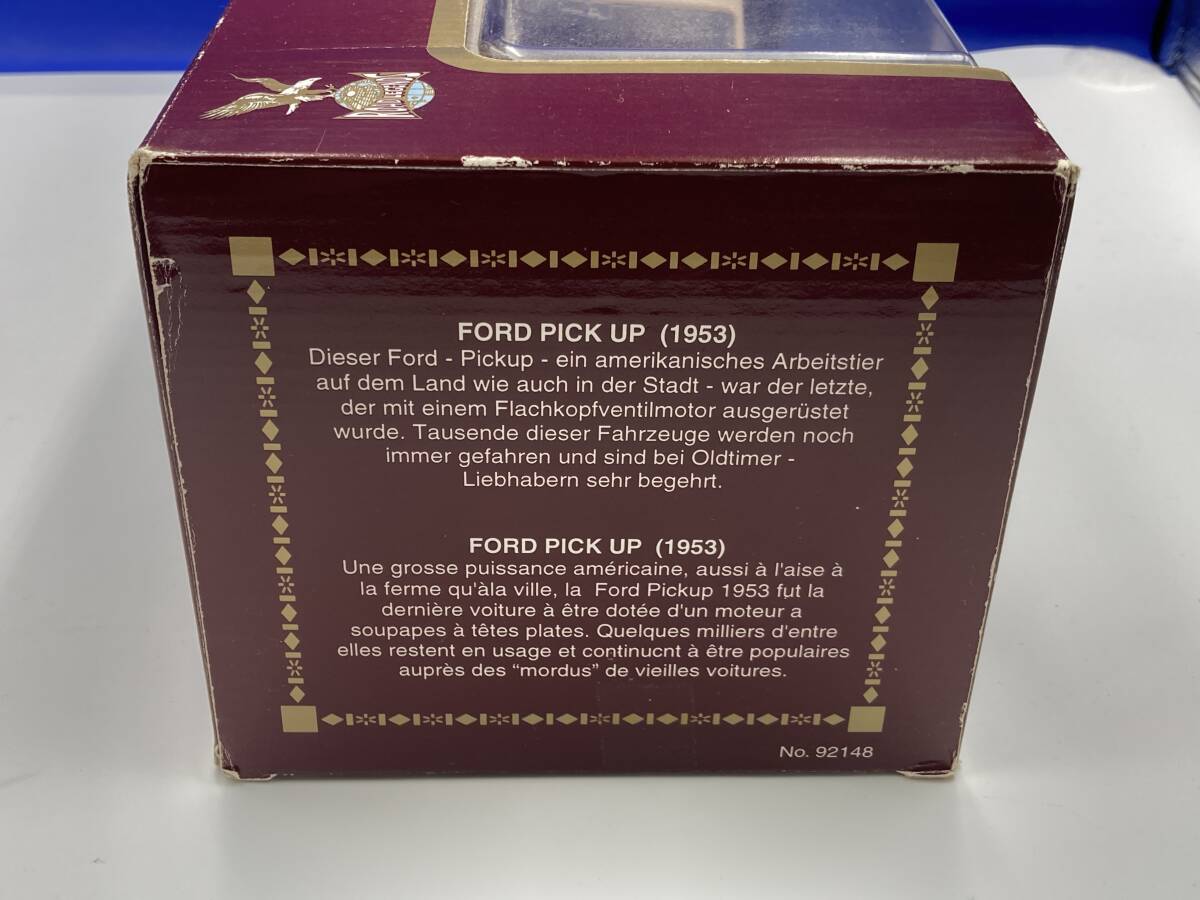 FORD PICK UP (1953)
Dieser Ford - Pickup - ein amerikanisches Arbeitstier
auf dem Land wie auch in der Stadt - war der letzte,
der mit einem Flachkopfventilmotor ausgerüstet
wurde. Tausende dieser Fahrzeuge werden noch
immer gefahren und sind bei Oldtimer -
Liebhabern sehr begehrt.
FORD PICK UP (1953)
Une grosse puissance américaine, aussi à l'aise à
la ferme qu'àla ville, la Ford Pickup 1953 fut la
dernière voiture à être dotée d'un moteur a
soupapes à têtes plates. Quelques milliers d'entre
elles restent en usage et continucnt à être populaires
auprès des “mordus” de vieilles voitures.
No. 92148